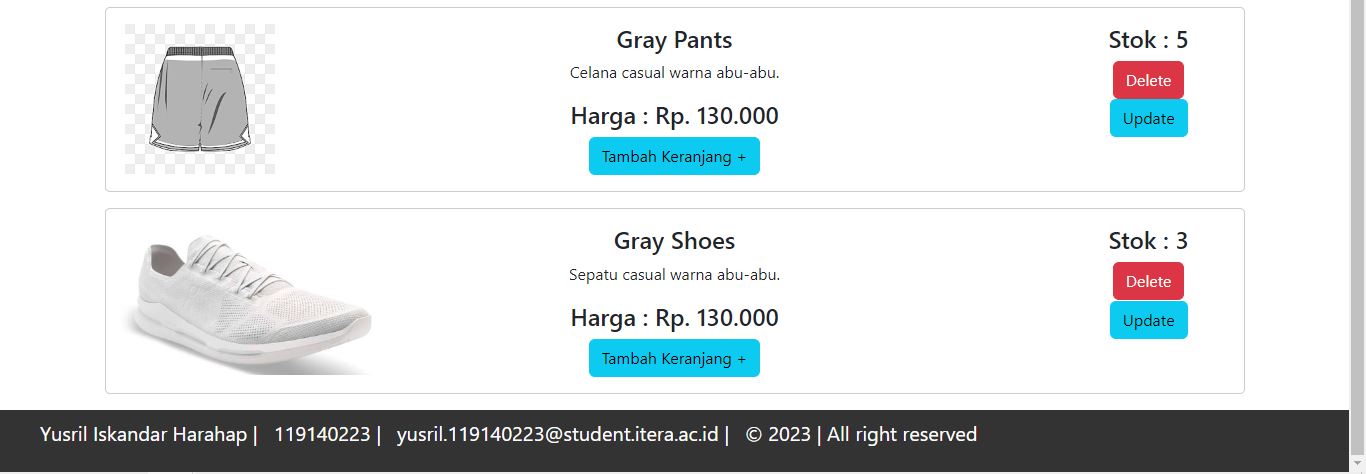 Gray Pants
Celana casual warna abu-abu.
Harga : Rp. 130.000
Tambah Keranjang +
Stok : 5
Delete
Update
Gray Shoes
Sepatu casual warna abu-abu.
Harga : Rp. 130.000
Tambah Keranjang +
Stok : 3
Delete
Update
Yusril Iskandar Harahap | 119140223 | yusril.119140223@student.itera.ac.id | © 2023 | All right reserved